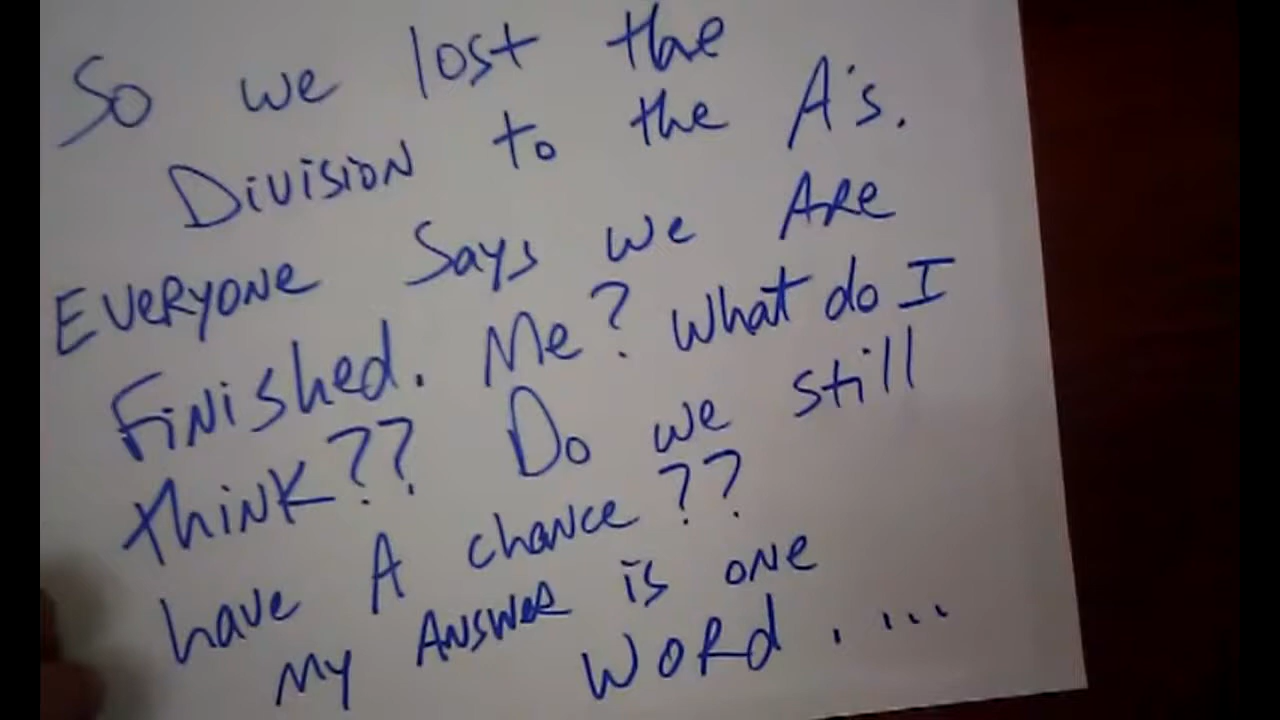 So we lost the
Division to the A's.
Everyone Says we Are
Finished. Me? What do I
think?? Do we still
have A chance??
My Answer is one
Word . ...